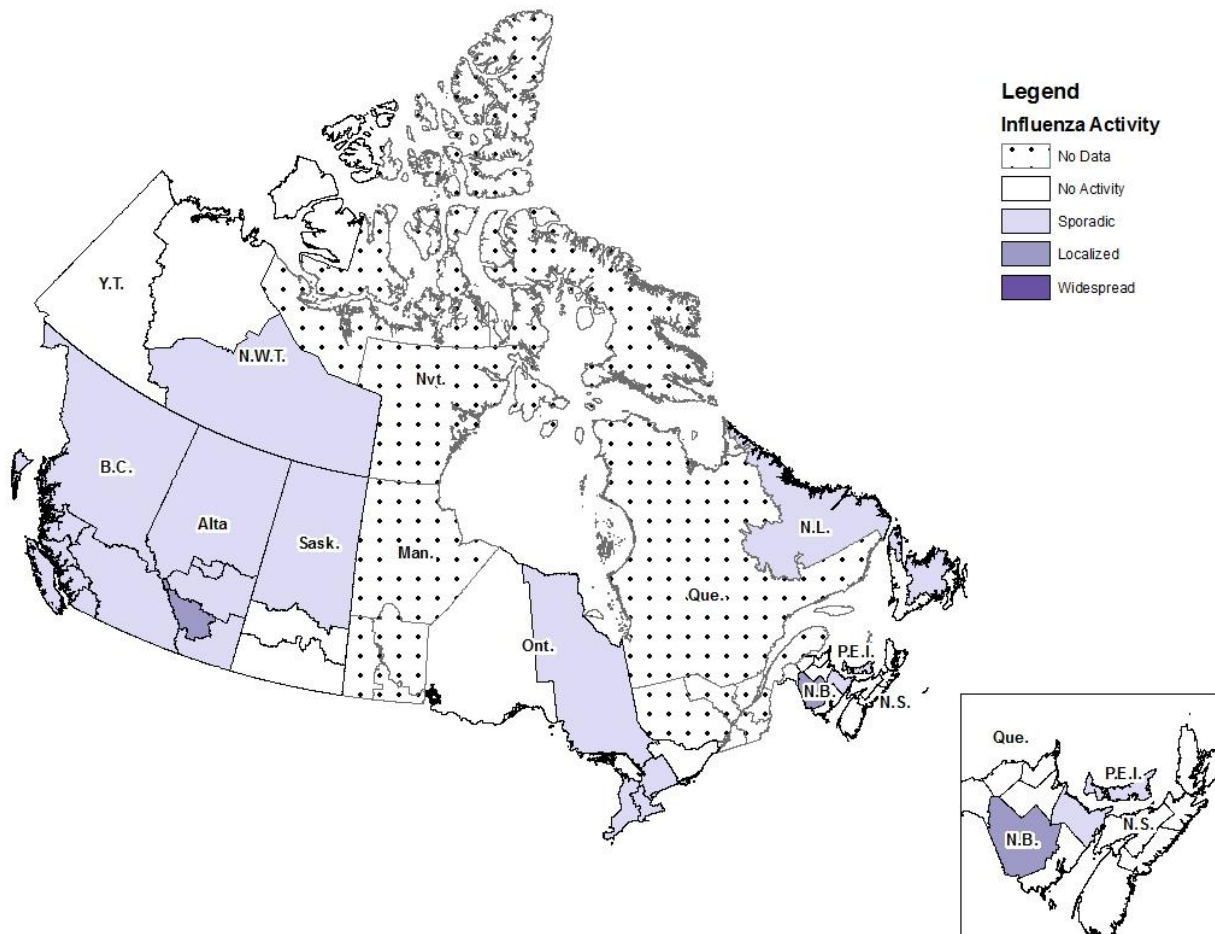 Legend
Influenza Activity
No Data
No Activity
Sporadic
Localized
Widespread
Y.T.
N.W.T.
Nvt.
B.C.
Alta
Sask.
Man.
Ont.
Que.
N.L.
P.E.I.
N.B.
N.S.
Que.
P.E.I.
N.S.
N.B.